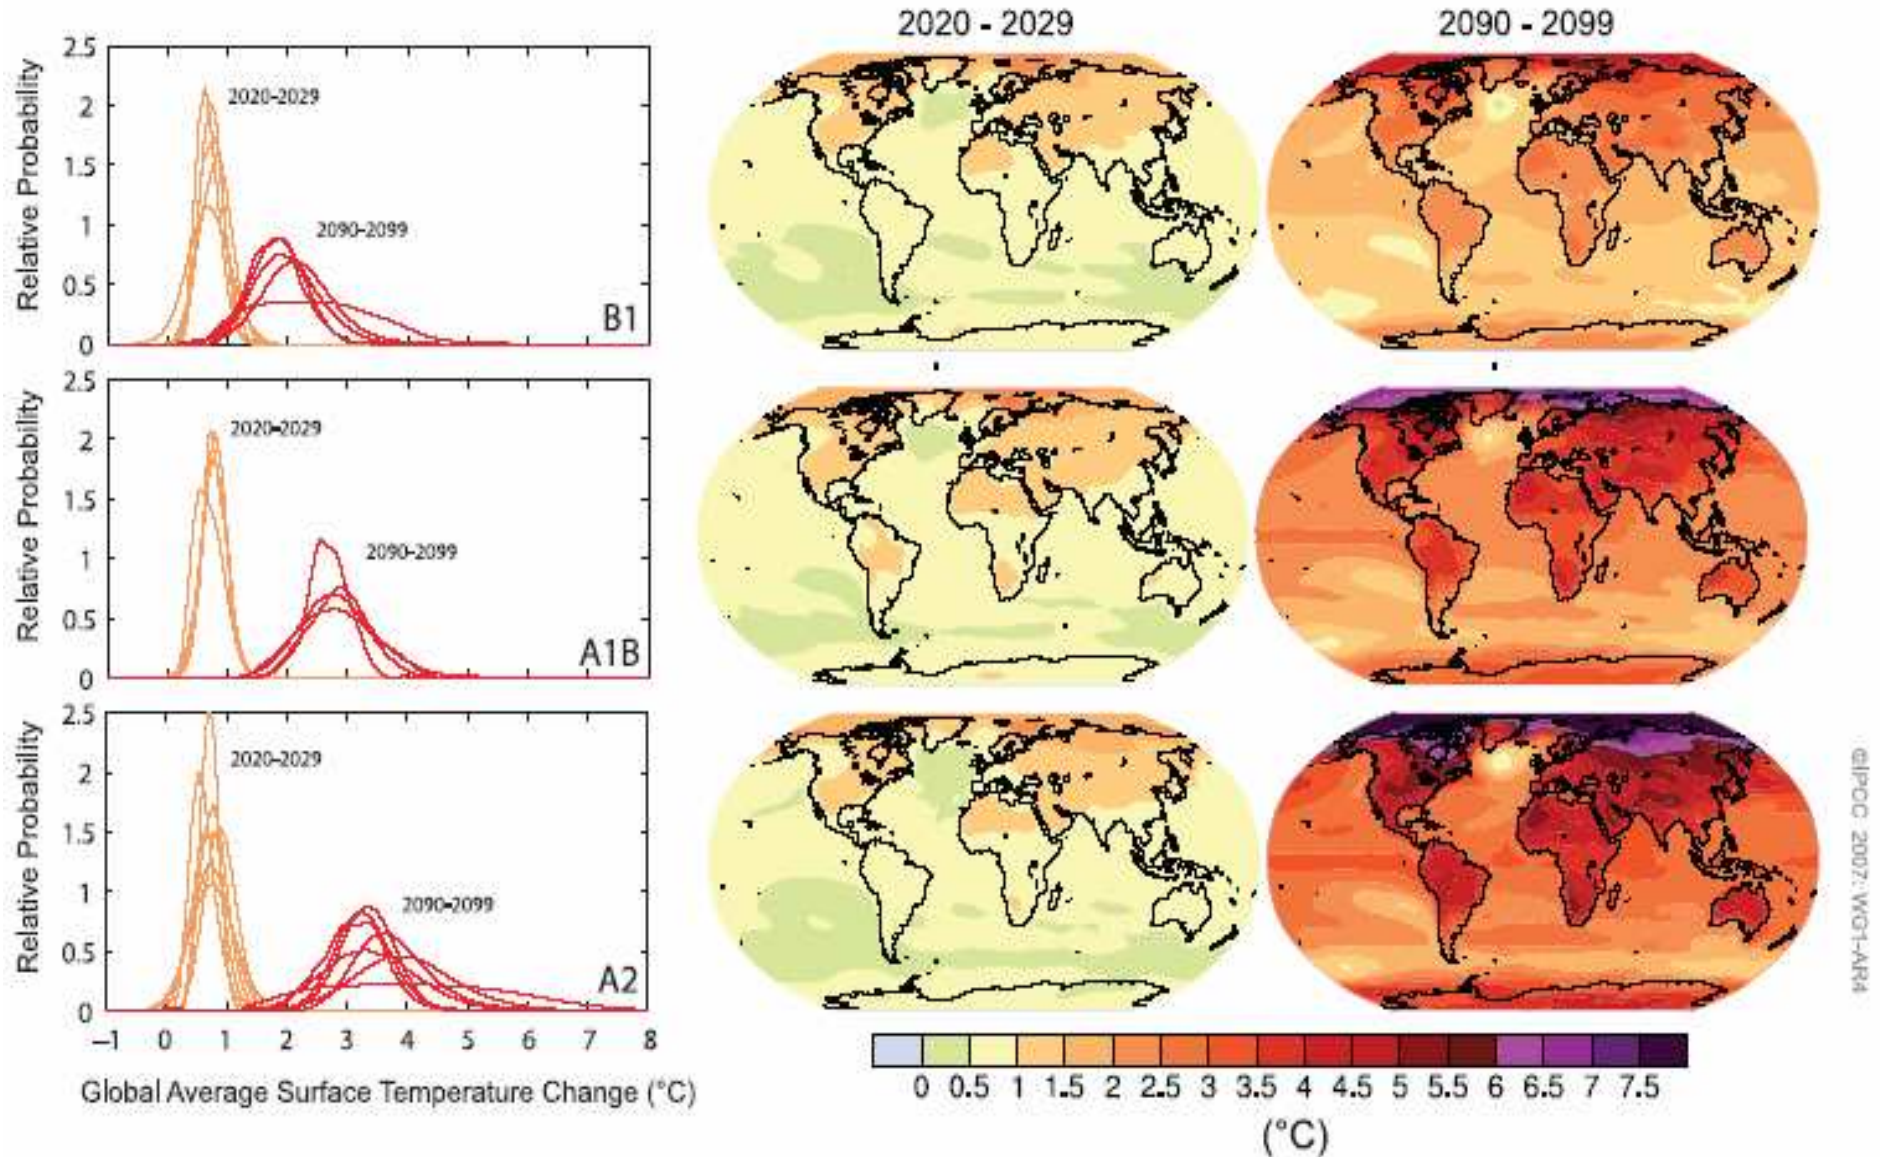 2020 - 2029
2090 - 2099
Relative Probability
2.5
2
1.5
1
0.5
0
2020-2029
2090-2099
B1
Relative Probability
2.5
2
1.5
1
0.5
0
2020-2029
2090-2099
A1B
Relative Probability
2.5
2
1.5
1
0.5
0
2020-2029
2090-2099
A2
−1 0 1 2 3 4 5 6 7 8
Global Average Surface Temperature Change (°C)
0 0.5 1 1.5 2 2.5 3 3.5 4 4.5 5 5.5 6 6.5 7 7.5
(°C)
©IPCC 2007: WG1-AR4